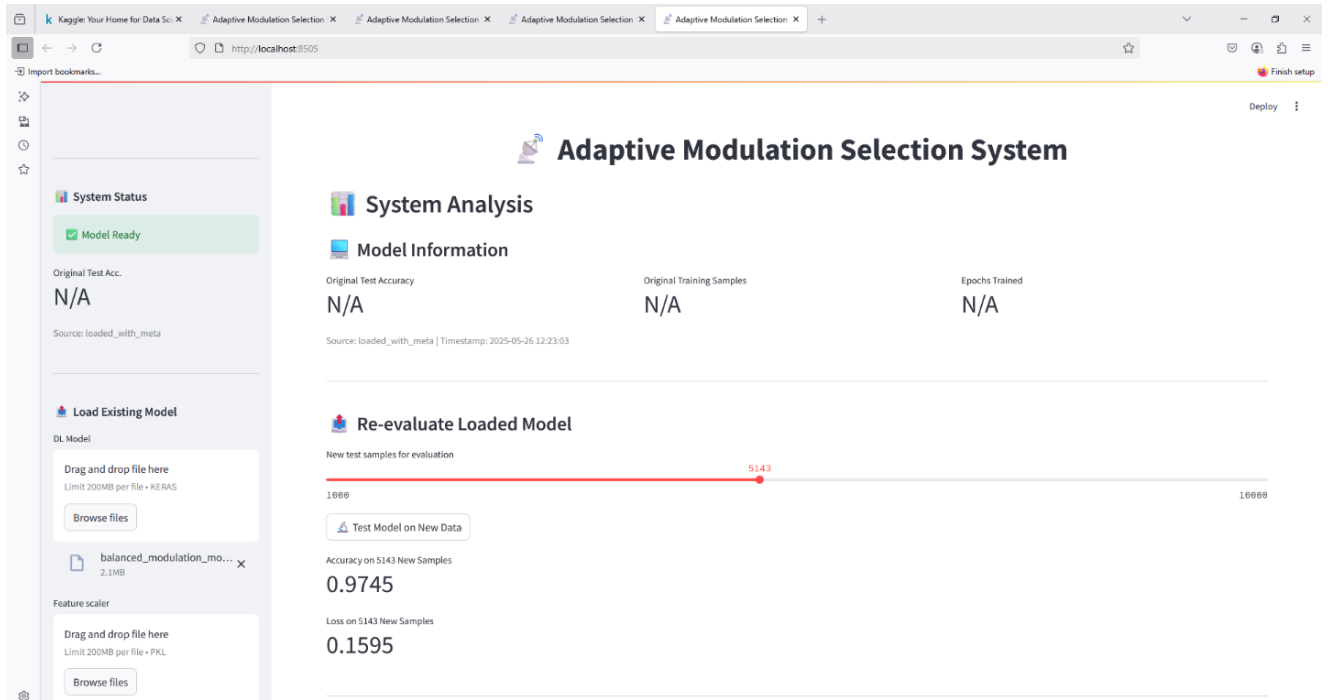 Kaggle: Your Home for Data Sci
Adaptive Modulation Selection
Adaptive Modulation Selection
Adaptive Modulation Selection
Adaptive Modulation Selection
http://localhost:8505
Import bookmarks...
Finish setup
Deploy
System Status
Model Ready
Original Test Acc.
N/A
Source: loaded_with_meta
Load Existing Model
DL Model
Drag and drop file here
Limit 200MB per file • KERAS
Browse files
balanced_modulation_mo...
2.1MB
Feature scaler
Drag and drop file here
Limit 200MB per file • PKL
Browse files
Adaptive Modulation Selection System
System Analysis
Model Information
Original Test Accuracy
N/A
Original Training Samples
N/A
Epochs Trained
N/A
Source: loaded_with_meta | Timestamp: 2025-05-26 12:23:03
Re-evaluate Loaded Model
New test samples for evaluation
5143
1000
10000
Test Model on New Data
Accuracy on 5143 New Samples
0.9745
Loss on 5143 New Samples
0.1595